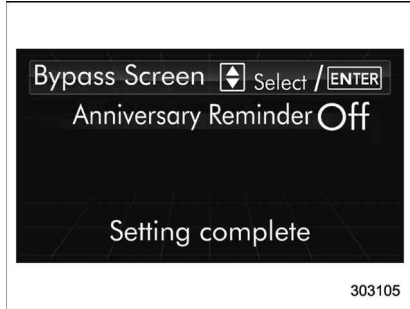 Bypass Screen Select / ENTER
Anniversary Reminder Off
Setting complete
303105